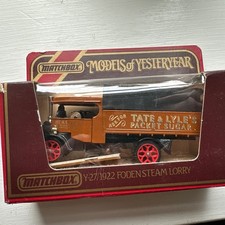 MATCHBOX
MODELS of YESTERYEAR
TATE & LYLE'S
PACKET SUGAR
MATCHBOX
Y-27/1922 FODEN STEAM LORRY